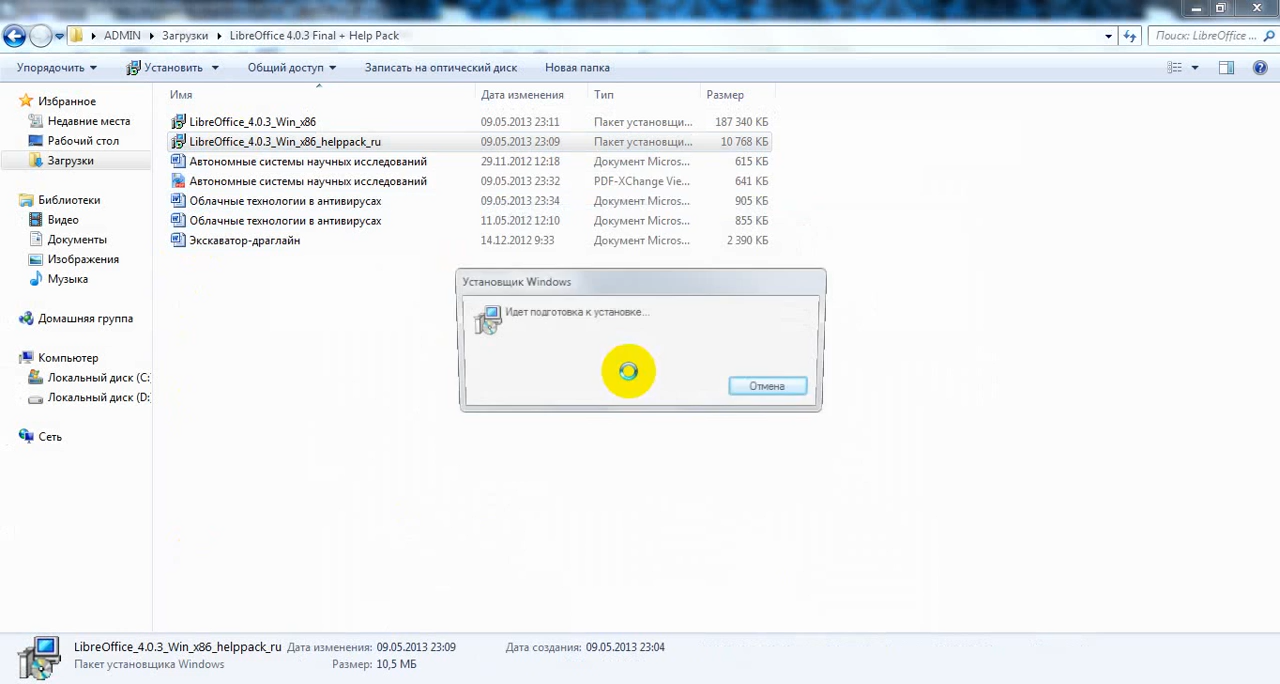 ADMIN Загрузки LibreOffice 4.0.3 Final + Help Pack Поиск: LibreOffice ...
Упорядочить Установить Общий доступ Записать на оптический диск Новая папка
Избранное
Недавние места
Рабочий стол
Загрузки
Библиотеки
Видео
Документы
Изображения
Музыка
Домашняя группа
Компьютер
Локальный диск (C:
Локальный диск (D:
Сеть
Имя Дата изменения Тип Размер
LibreOffice_4.0.3_Win_x86 09.05.2013 23:11 Пакет установщи... 187 340 КБ
LibreOffice_4.0.3_Win_x86_helppack_ru 09.05.2013 23:09 Пакет установщи... 10 768 КБ
Автономные системы научных исследований 29.11.2012 12:18 Документ Micros... 615 КБ
Автономные системы научных исследований 09.05.2013 23:32 PDF-XChange Vie... 641 КБ
Облачные технологии в антивирусах 09.05.2013 23:34 Документ Micros... 905 КБ
Облачные технологии в антивирусах 11.05.2012 12:10 Документ Micros... 855 КБ
Экскаватор-драглайн 14.12.2012 9:33 Документ Micros... 2 390 КБ
Установщик Windows
Идет подготовка к установке...
Отмена
LibreOffice_4.0.3_Win_x86_helppack_ru Дата изменения: 09.05.2013 23:09 Дата создания: 09.05.2013 23:04
Пакет установщика Windows Размер: 10,5 МБ